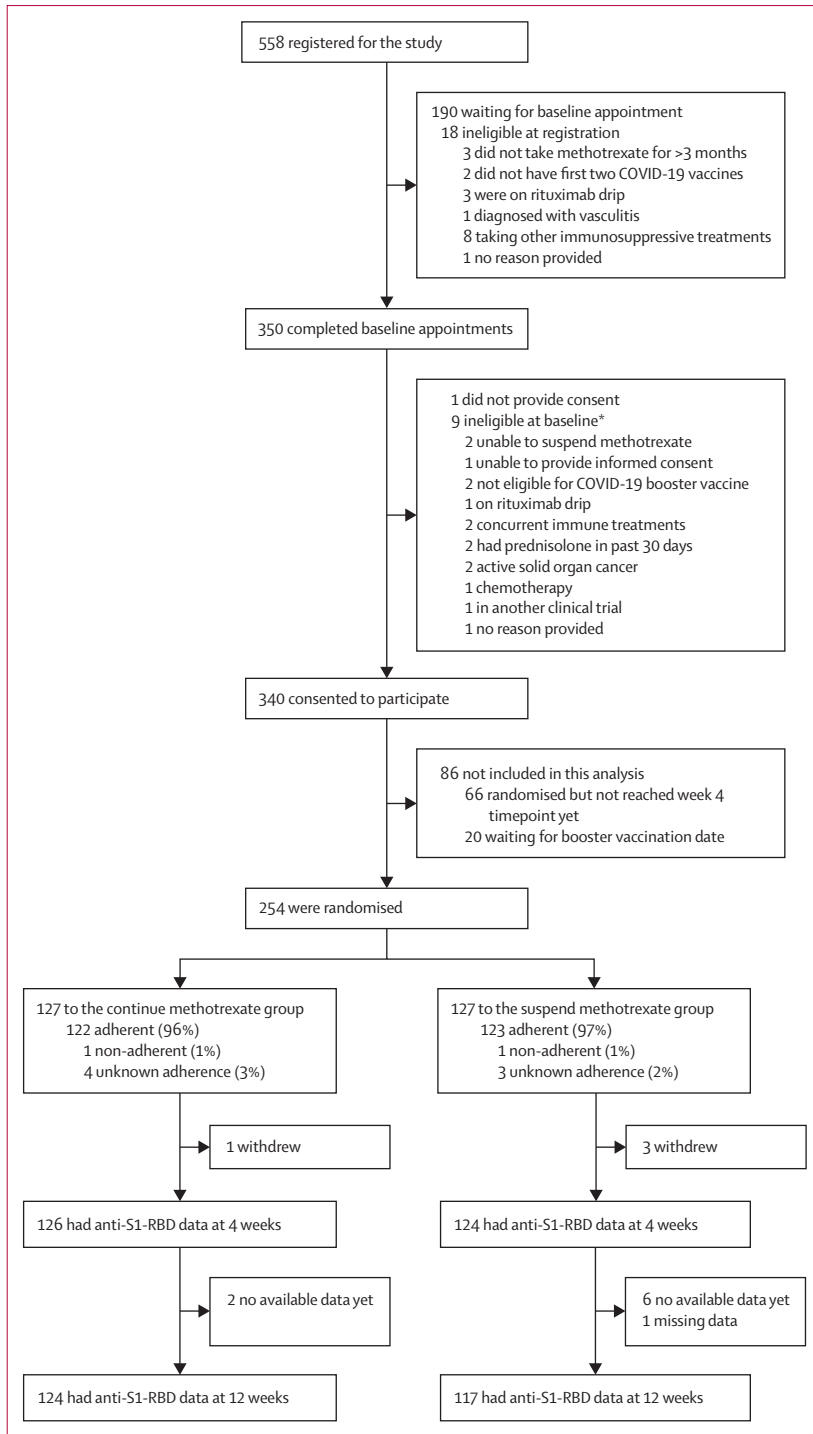 558 registered for the study
190 waiting for baseline appointment
18 ineligible at registration
3 did not take methotrexate for >3 months
2 did not have first two COVID-19 vaccines
3 were on rituximab drip
1 diagnosed with vasculitis
8 taking other immunosuppressive treatments
1 no reason provided
350 completed baseline appointments
1 did not provide consent
9 ineligible at baseline*
2 unable to suspend methotrexate
1 unable to provide informed consent
2 not eligible for COVID-19 booster vaccine
1 on rituximab drip
2 concurrent immune treatments
2 had prednisolone in past 30 days
2 active solid organ cancer
1 chemotherapy
1 in another clinical trial
1 no reason provided
340 consented to participate
86 not included in this analysis
66 randomised but not reached week 4
timepoint yet
20 waiting for booster vaccination date
254 were randomised
127 to the continue methotrexate group
122 adherent (96%)
1 non-adherent (1%)
4 unknown adherence (3%)
127 to the suspend methotrexate group
123 adherent (97%)
1 non-adherent (1%)
3 unknown adherence (2%)
1 withdrew
3 withdrew
126 had anti-S1-RBD data at 4 weeks
124 had anti-S1-RBD data at 4 weeks
2 no available data yet
6 no available data yet
1 missing data
124 had anti-S1-RBD data at 12 weeks
117 had anti-S1-RBD data at 12 weeks